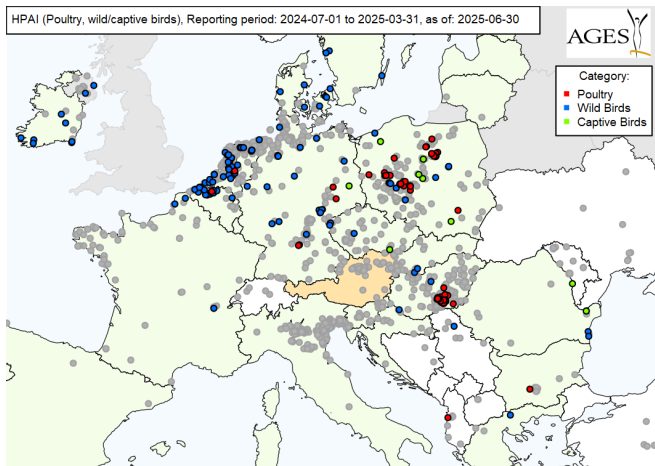 HPAI (Poultry, wild/captive birds), Reporting period: 2024-07-01 to 2025-03-31, as of: 2025-06-30
AGES
Category:
Poultry
Wild Birds
Captive Birds